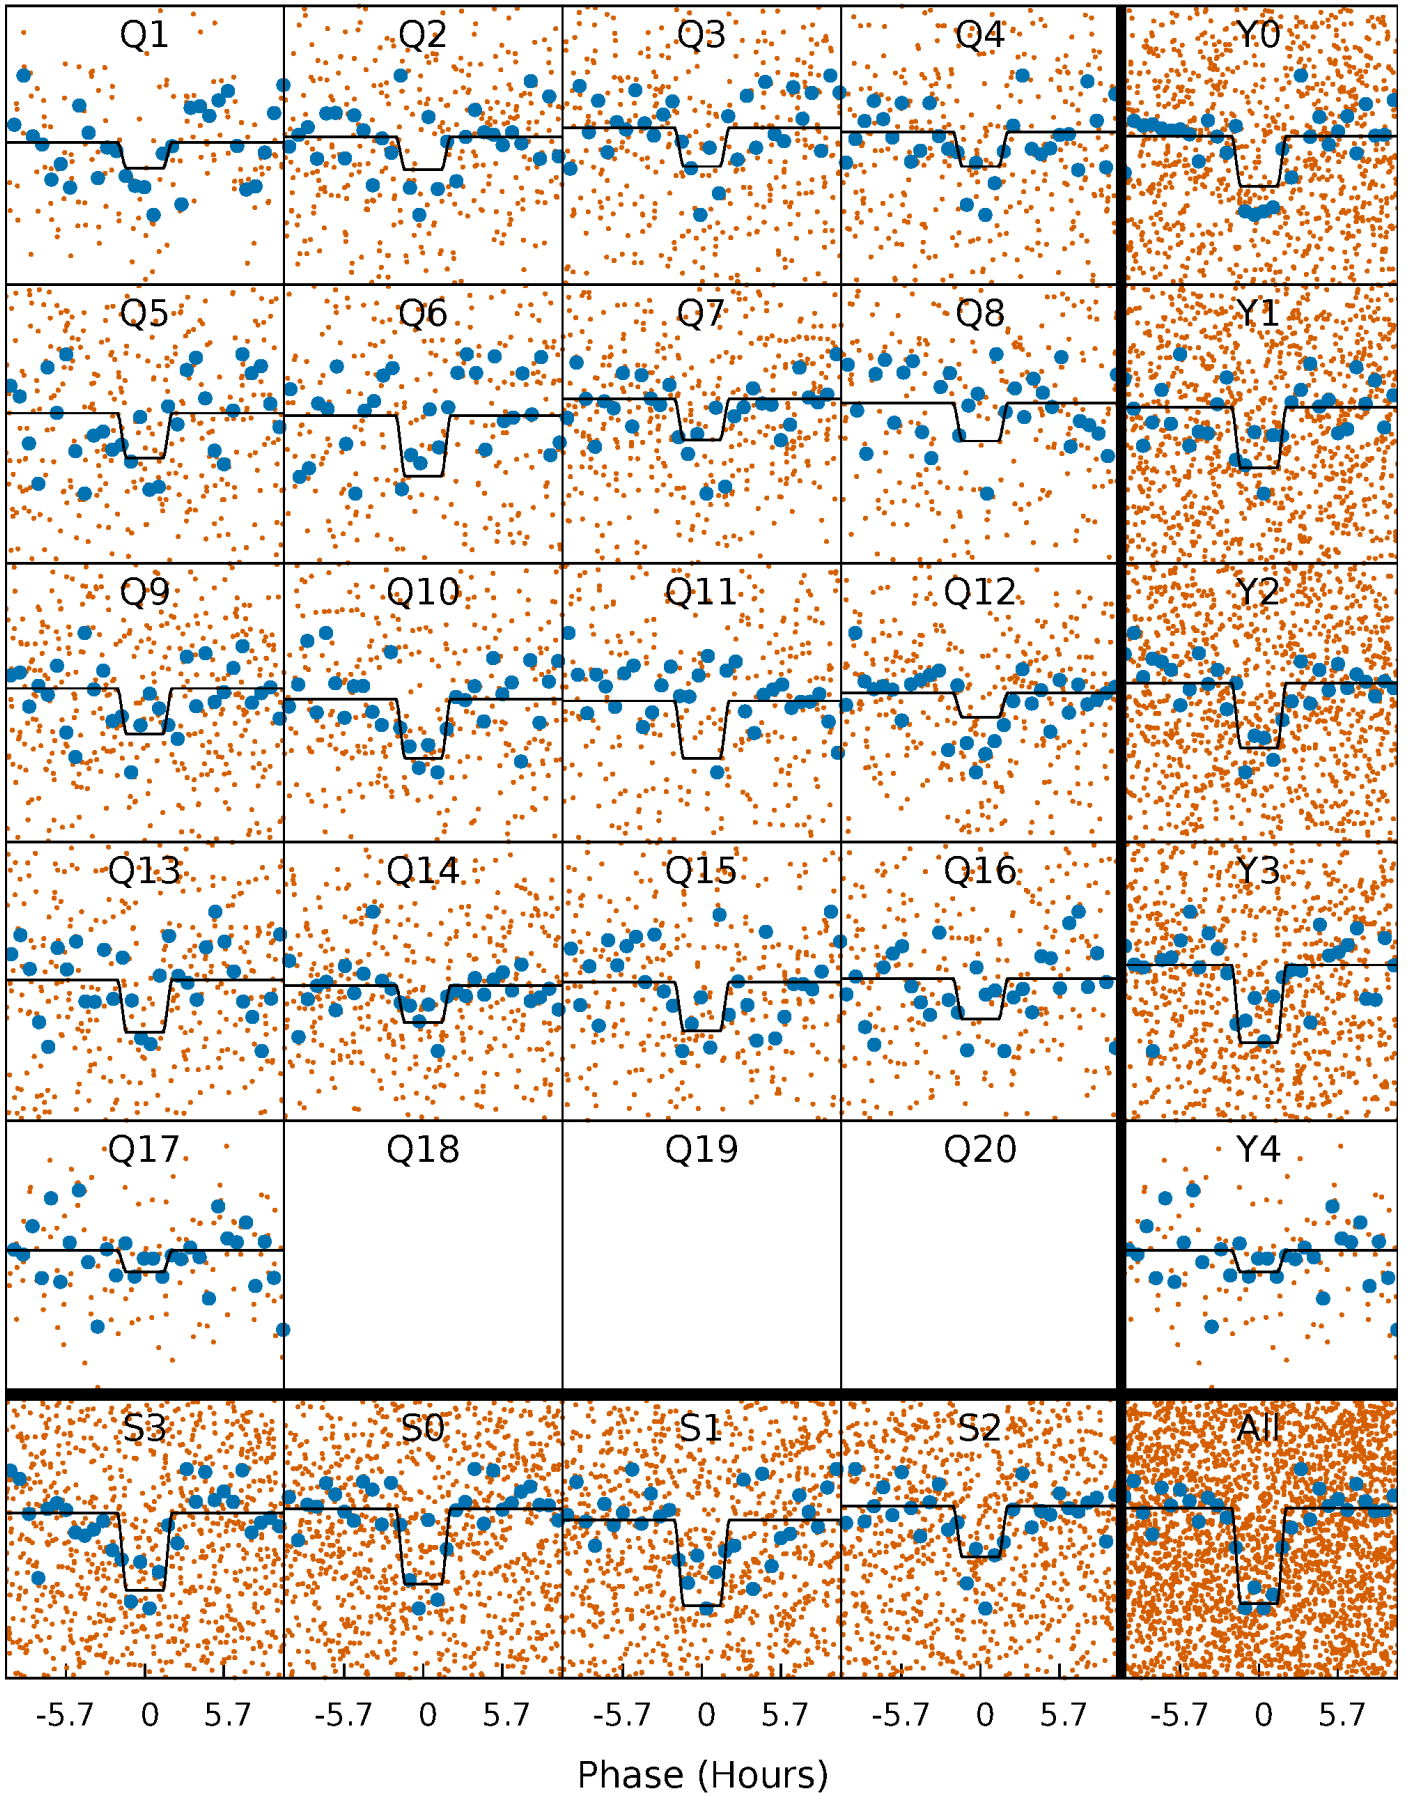 Q1 Q2 Q3 Q4 Y0
Q5 Q6 Q7 Q8 Y1
Q9 Q10 Q11 Q12 Y2
Q13 Q14 Q15 Q16 Y3
Q17 Q18 Q19 Q20 Y4
S3 S0 S1 S2 All
-5.7 0 5.7 -5.7 0 5.7 -5.7 0 5.7 -5.7 0 5.7 -5.7 0 5.7
Phase (Hours)